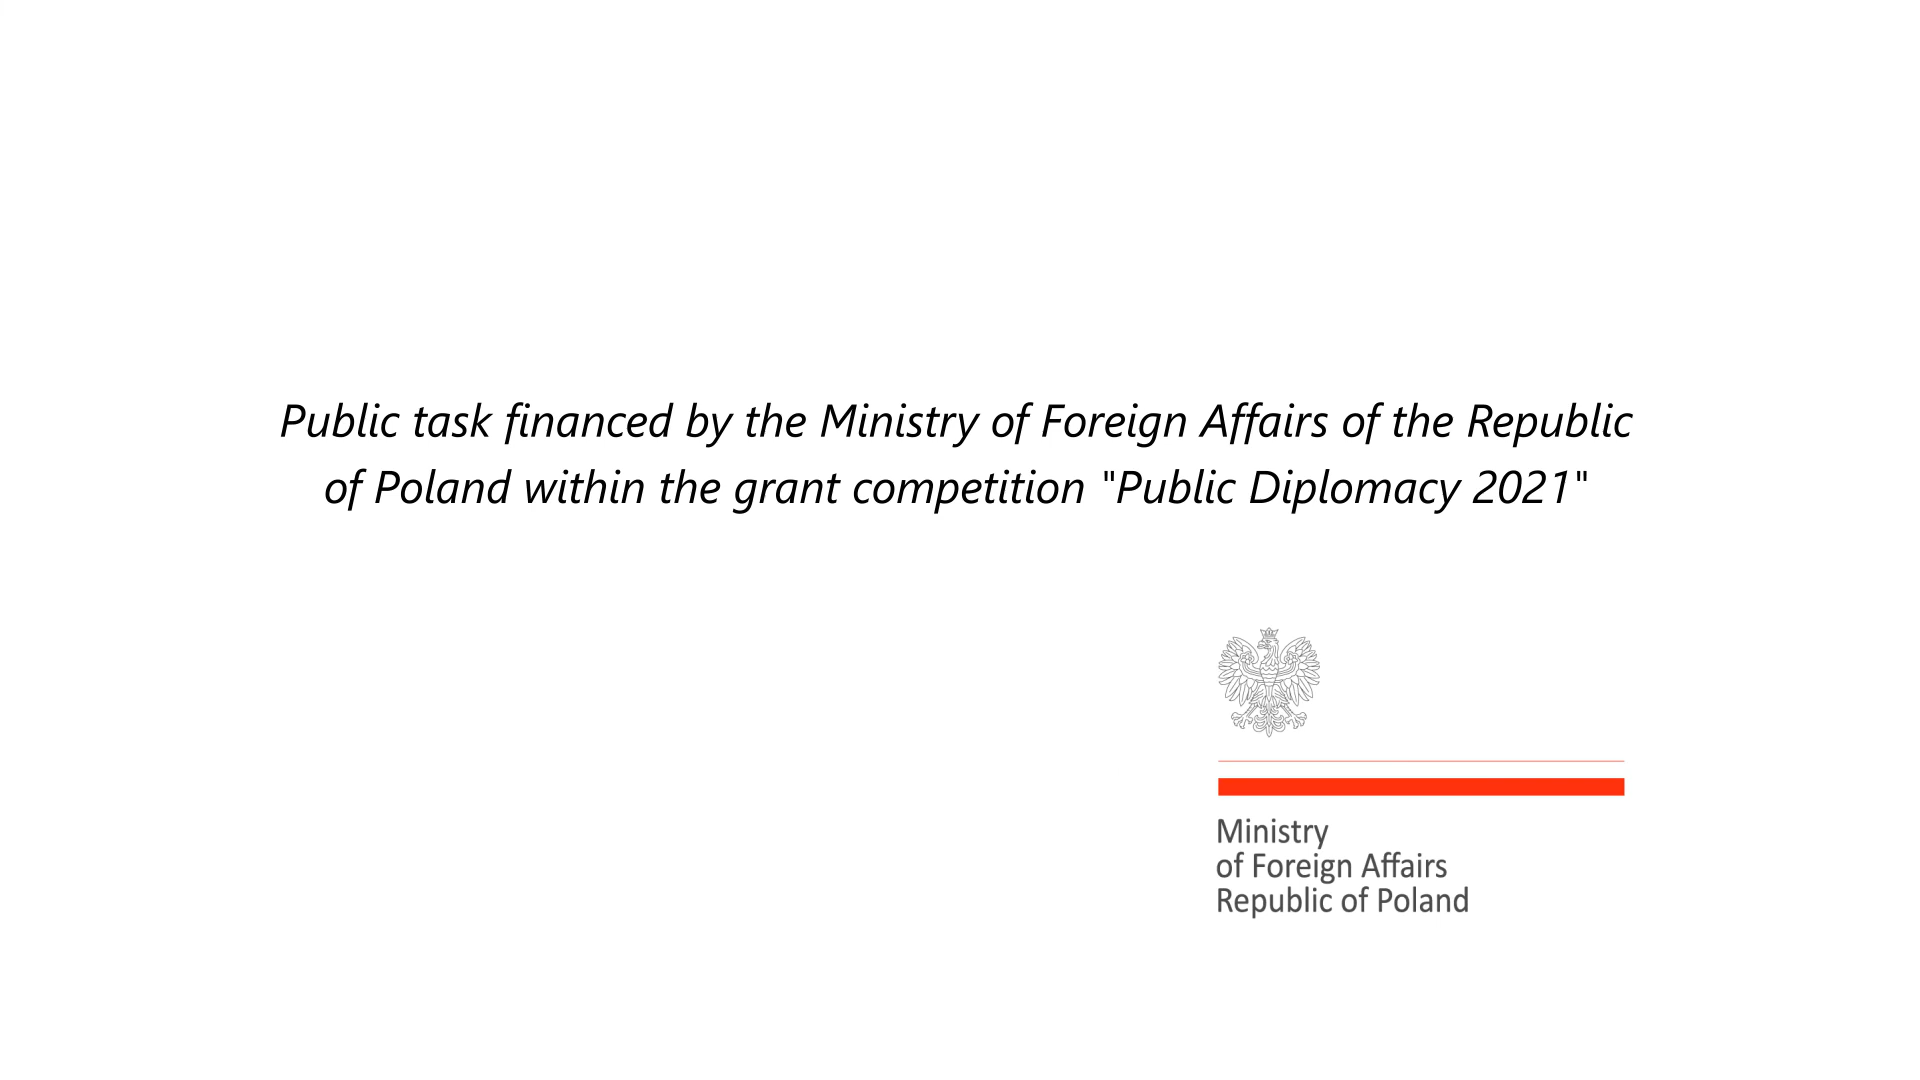 Public task financed by the Ministry of Foreign Affairs of the Republic
of Poland within the grant competition "Public Diplomacy 2021"
Ministry
of Foreign Affairs
Republic of Poland